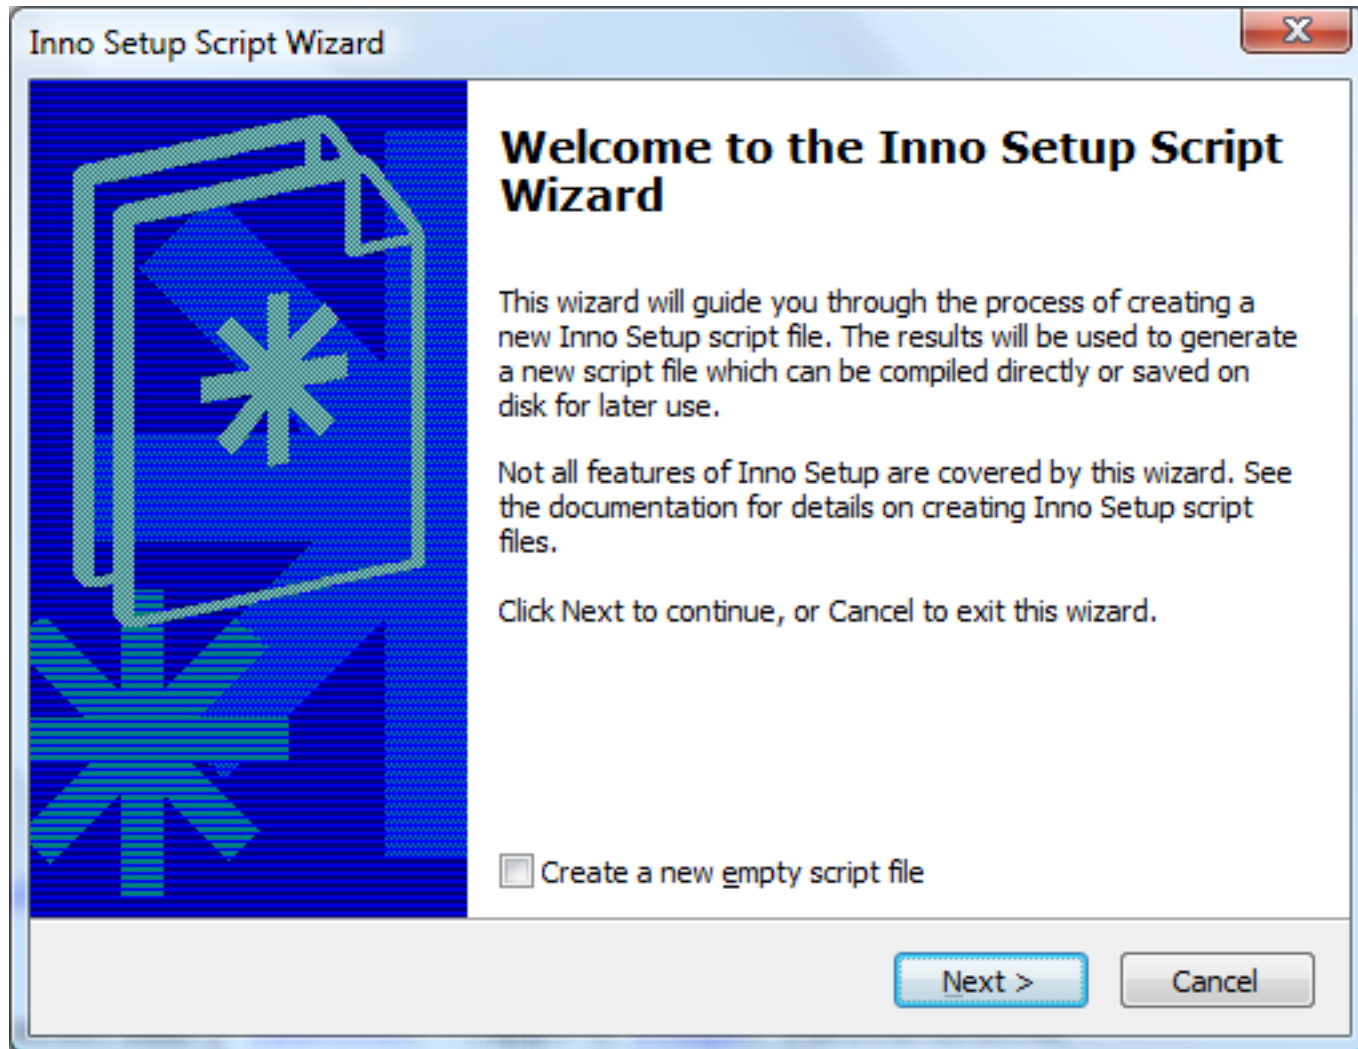 Inno Setup Script Wizard
Welcome to the Inno Setup Script
Wizard
This wizard will guide you through the process of creating a
new Inno Setup script file. The results will be used to generate
a new script file which can be compiled directly or saved on
disk for later use.
Not all features of Inno Setup are covered by this wizard. See
the documentation for details on creating Inno Setup script
files.
Click Next to continue, or Cancel to exit this wizard.
Create a new empty script file
Next >
Cancel